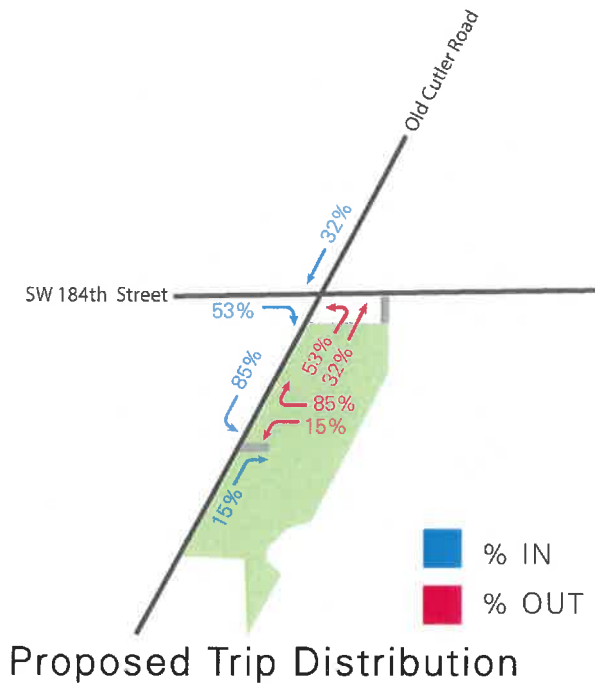 Old Cutler Road
32%
SW 184th Street
53%
53%
32%
85%
85%
15%
15%
% IN
% OUT
Proposed Trip Distribution